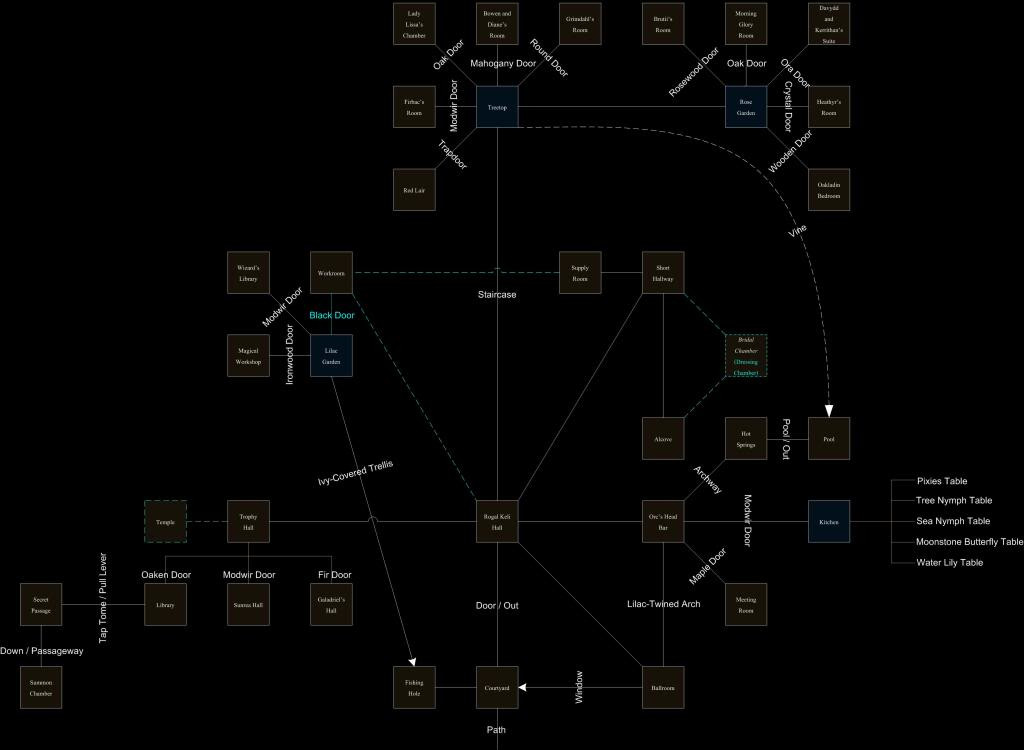 Lady
Lissa's
Chamber
Bowen and
Diane's
Room
Grimdahl's
Room
Brutii's
Room
Morning
Glory
Room
Davydd
and
Kerrithan's
Suite
Oak Door
Mahogany Door
Round Door
Rosewood Door
Oak Door
Ora Door
Firbac's
Room
Modwir Door
Treetop
Rose
Garden
Crystal Door
Heathyr's
Room
Trapdoor
Wooden Door
Red Lair
Oakladin
Bedroom
Vine
Wizard's
Library
Workroom
Supply
Room
Short
Hallway
Staircase
Modwir Door
Black Door
Magical
Workshop
Ironwood Door
Lilac
Garden
Bridal
Chamber
(Dressing
Chamber)
Alcove
Hot
Springs
Pool / Out
Pool
Ivy-Covered Trellis
Archway
Pixies Table
Tree Nymph Table
Sea Nymph Table
Moonstone Butterfly Table
Water Lily Table
Temple
Trophy
Hall
Rogal Keli
Hall
Orc's Head
Bar
Modwir Door
Kitchen
Maple Door
Oaken Door
Modwir Door
Fir Door
Secret
Passage
Tap Tome / Pull Lever
Library
Sunrea Hall
Galadriel's
Hall
Door / Out
Lilac-Twined Arch
Meeting
Room
Down / Passageway
Summon
Chamber
Fishing
Hole
Courtyard
Window
Ballroom
Path